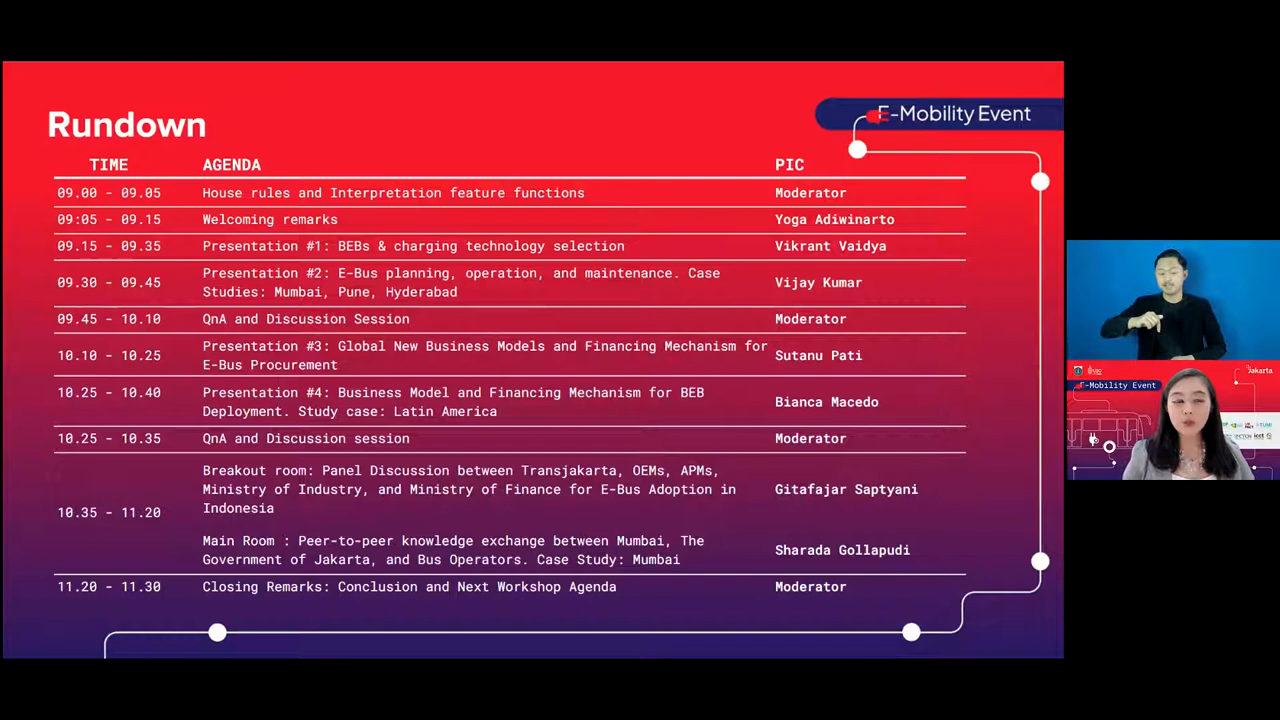 Rundown
E-Mobility Event
TIME AGENDA PIC
09.00 - 09.05 House rules and Interpretation feature functions Moderator
09:05 - 09.15 Welcoming remarks Yoga Adiwinarto
09.15 - 09.35 Presentation #1: BEBs & charging technology selection Vikrant Vaidya
09.30 - 09.45 Presentation #2: E-Bus planning, operation, and maintenance. Case
Studies: Mumbai, Pune, Hyderabad Vijay Kumar
09.45 - 10.10 QnA and Discussion Session Moderator
10.10 - 10.25 Presentation #3: Global New Business Models and Financing Mechanism for
E-Bus Procurement Sutanu Pati
10.25 - 10.40 Presentation #4: Business Model and Financing Mechanism for BEB
Deployment. Study case: Latin America Bianca Macedo
10.25 - 10.35 QnA and Discussion session Moderator
10.35 - 11.20 Breakout room: Panel Discussion between Transjakarta, OEMs, APMs,
Ministry of Industry, and Ministry of Finance for E-Bus Adoption in
Indonesia Gitafajar Saptyani
Main Room : Peer-to-peer knowledge exchange between Mumbai, The
Government of Jakarta, and Bus Operators. Case Study: Mumbai Sharada Gollapudi
11.20 - 11.30 Closing Remarks: Conclusion and Next Workshop Agenda Moderator
Jakarta
E-Mobility Event
icct